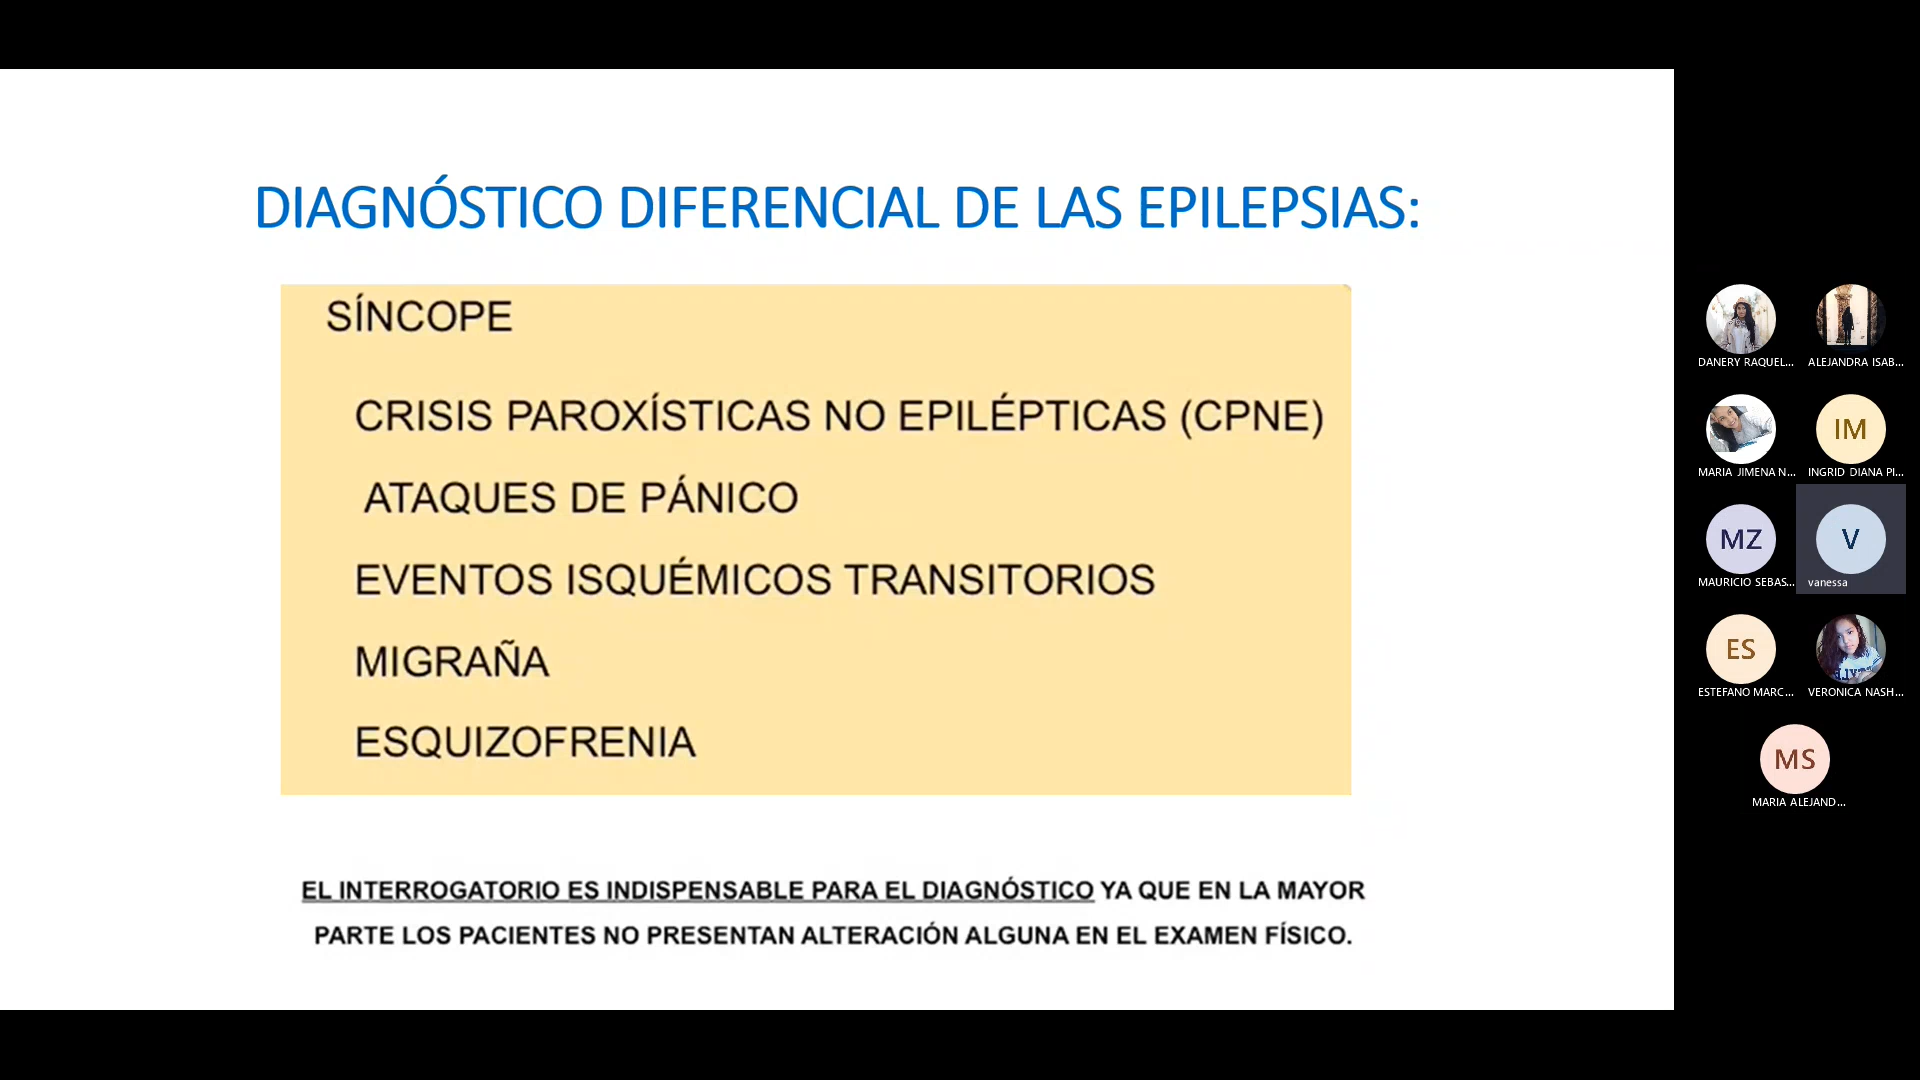 DIAGNÓSTICO DIFERENCIAL DE LAS EPILEPSIAS:
SÍNCOPE
CRISIS PAROXÍSTICAS NO EPILÉPTICAS (CPNE)
ATAQUES DE PÁNICO
EVENTOS ISQUÉMICOS TRANSITORIOS
MIGRAÑA
ESQUIZOFRENIA
EL INTERROGATORIO ES INDISPENSABLE PARA EL DIAGNÓSTICO YA QUE EN LA MAYOR
PARTE LOS PACIENTES NO PRESENTAN ALTERACIÓN ALGUNA EN EL EXAMEN FÍSICO.
DANERY RAQUEL...
ALEJANDRA ISAB...
MARIA JIMENA N...
IM
INGRID DIANA PI...
MZ
MAURICIO SEBAS...
V
vanessa
ES
ESTEFANO MARC...
VERONICA NASH...
MS
MARIA ALEJAND...